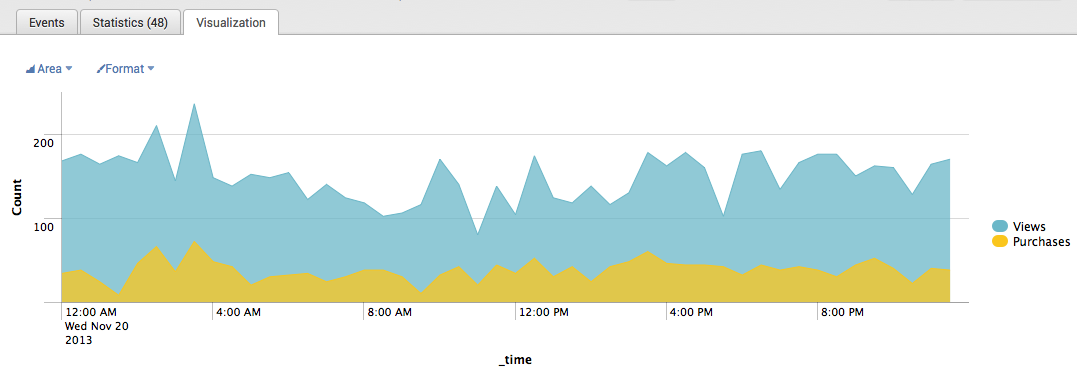 Events Statistics (48) Visualization
Area Format
200
100
Count
Views
Purchases
12:00 AM 4:00 AM 8:00 AM 12:00 PM 4:00 PM 8:00 PM
Wed Nov 20
2013
_time